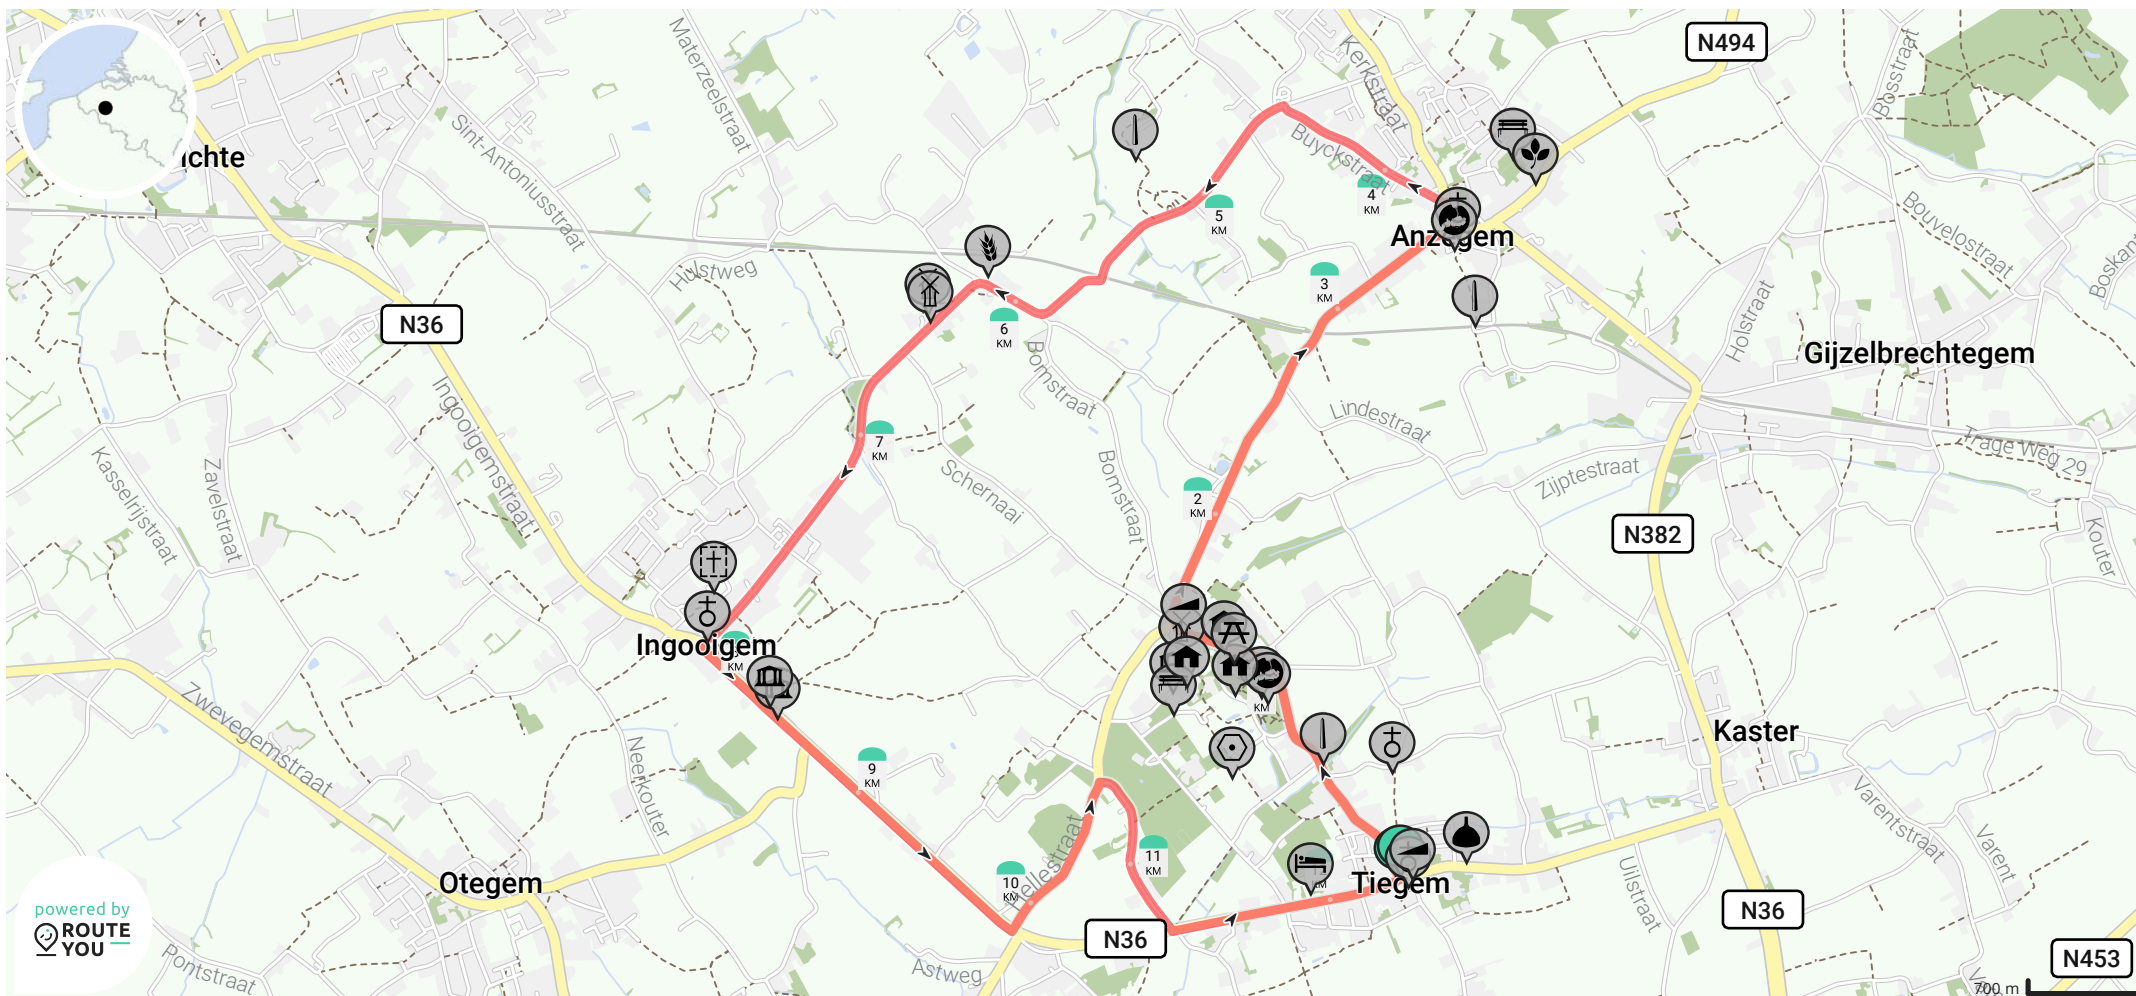 N494
Kerkstraat
Materzeelstraat
Bosstraat
ichte
Sint-Antoniusstraat
Buyckstraat
4
KM
5
KM
Bouvelostraat
Anzegem
Boskant
Hulstweg
3
KM
Holstraat
N36
6
KM
Gijzelbrechtegem
Bomstraat
Ingooigemstraat
Lindestraat
7
KM
Trage Weg 29
Kasselrijstraat
Zavelstraat
Schernaai
Bomstraat
Zijptestraat
2
KM
N382
Kouter
Ingooigem
KM
Zwevegemstraat
KM
Kaster
Neerkouter
9
KM
Varentstraat
Varent
Hellestraat
11
KM
10
KM
Otegem
Tiegem
Uilstraat
powered by
ROUTE
YOU
N36
N36
Pontstraat
Astweg
N453
700 m